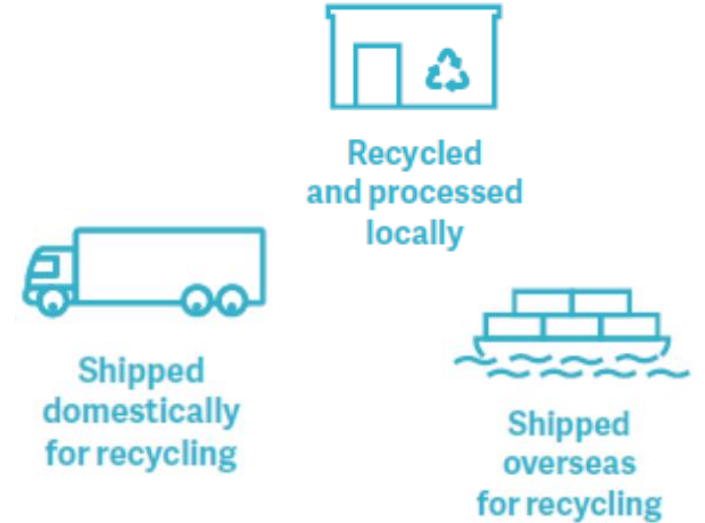 Recycled
and processed
locally
Shipped
domestically
for recycling
Shipped
overseas
for recycling